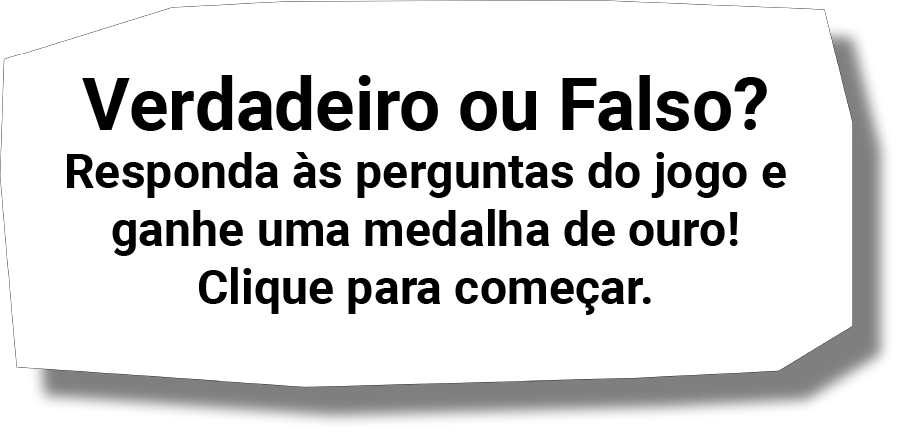 Verdadeiro ou Falso?
Responda às perguntas do jogo e
ganhe uma medalha de ouro!
Clique para começar.